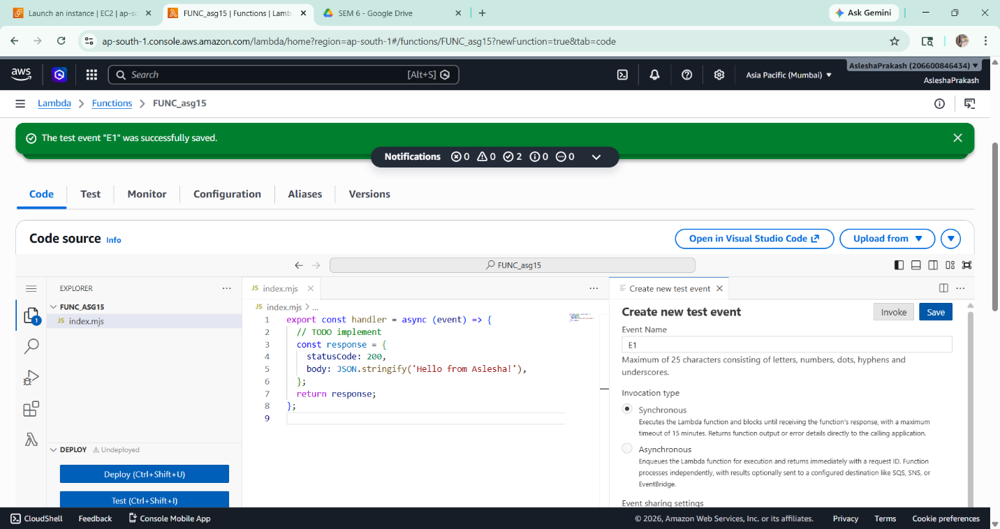 Launch an instance | EC2 | ap-so
FUNC_asg15 | Functions | Lamb
SEM 6 - Google Drive
Ask Gemini
ap-south-1.console.aws.amazon.com/lambda/home?region=ap-south-1#/functions/FUNC_asg15?newFunction=true&tab=code
aws
Search
[Alt+S]
Asia Pacific (Mumbai)
AsleshaPrakash (206600846434)
AsleshaPrakash
Lambda > Functions > FUNC_asg15
The test event "E1" was successfully saved.
Notifications 0 0 2 0 0
Code Test Monitor Configuration Aliases Versions
Code source Info
Open in Visual Studio Code
Upload from
FUNC_asg15
EXPLORER
FUNC_ASG15
JS index.mjs
1
DEPLOY Undeployed
Deploy (Ctrl+Shift+U)
Test (Ctrl+Shift+I)
JS index.mjs
JS index.mjs > ...
1 export const handler = async (event) => {
2 // TODO implement
3 const response = {
4 statusCode: 200,
5 body: JSON.stringify('Hello from Aslesha!'),
6 };
7 return response;
8 };
9
Create new test event
Create new test event
Invoke
Save
Event Name
E1
Maximum of 25 characters consisting of letters, numbers, dots, hyphens and
underscores.
Invocation type
Synchronous
Executes the Lambda function and blocks until receiving the function's response, with a maximum
timeout of 15 minutes. Returns function output or error details directly to the calling application.
Asynchronous
Enqueues the Lambda function for execution and returns immediately with a request ID. Function
processes independently, with results optionally sent to a configured destination like SQS, SNS, or
EventBridge.
Event sharing settings
CloudShell Feedback Console Mobile App
© 2026, Amazon Web Services, Inc. or its affiliates. Privacy Terms Cookie preferences